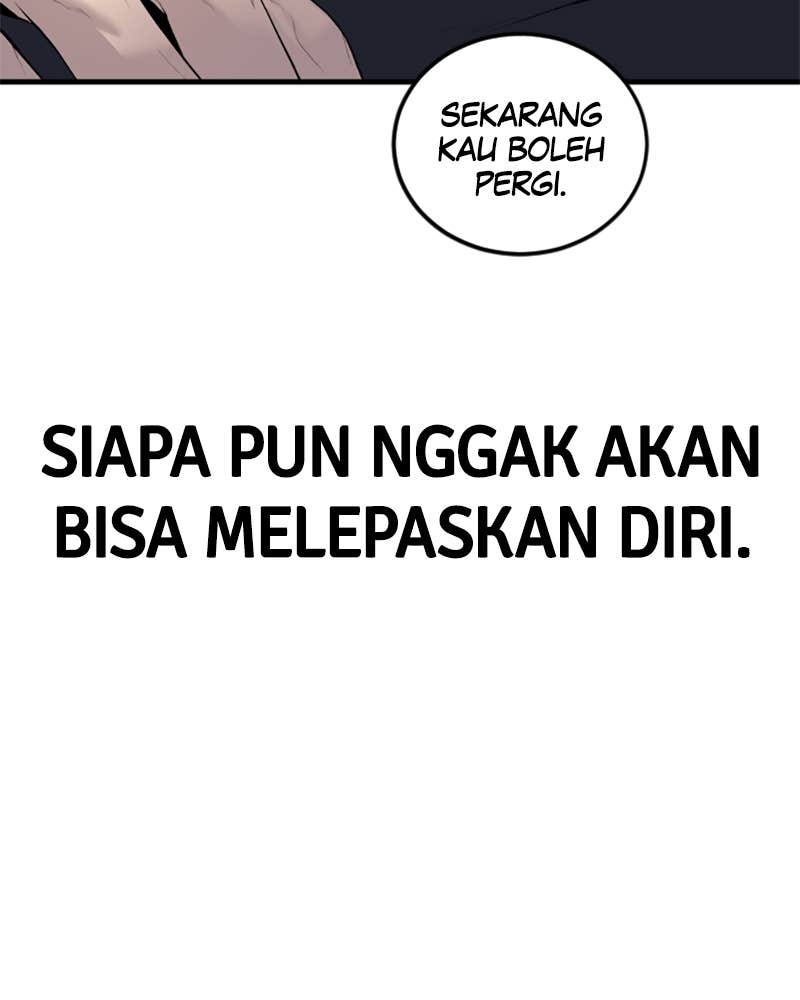 SEKARANG
KAU BOLEH
PERGI.
SIAPA PUN NGGAK AKAN
BISA MELEPASKAN DIRI.